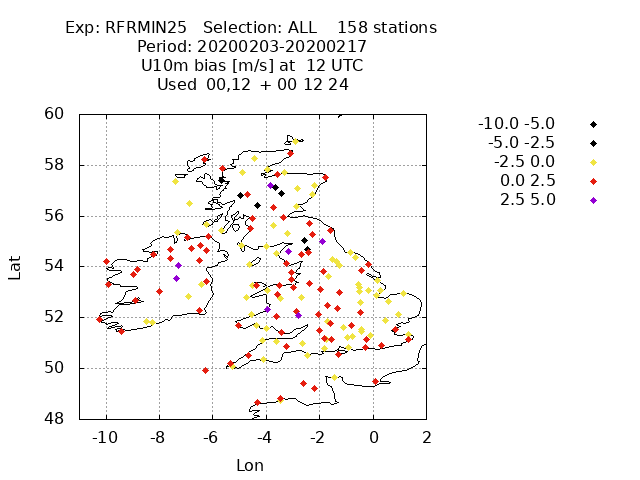 Exp: RFRMIN25 Selection: ALL 158 stations
Period: 20200203-20200217
U10m bias [m/s] at 12 UTC
Used 00,12 + 00 12 24
-10.0 -5.0
-5.0 -2.5
-2.5 0.0
0.0 2.5
2.5 5.0
60
58
56
54
52
50
48
Lat
-10 -8 -6 -4 -2 0 2
Lon